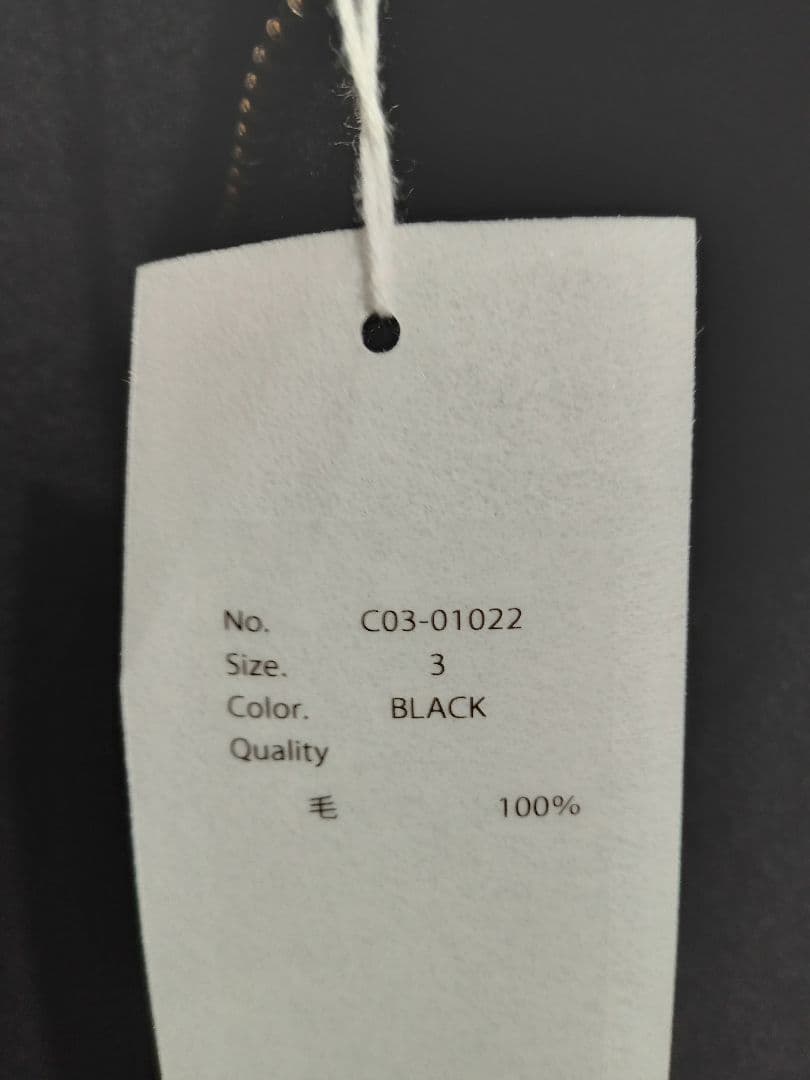 No. C03-01022
Size. 3
Color. BLACK
Quality
毛 100%